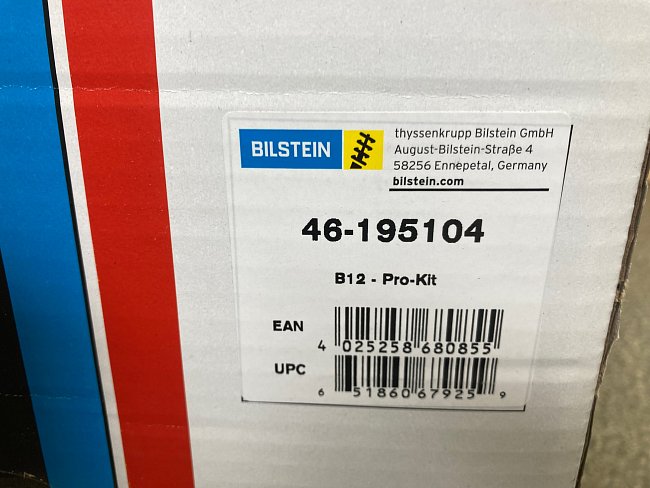 BILSTEIN
thyssenkrupp Bilstein GmbH
August-Bilstein-Straße 4
58256 Ennepetal, Germany
bilstein.com
46-195104
B12 - Pro-Kit
EAN
4 025258 680855
UPC
6 51860 67925 9